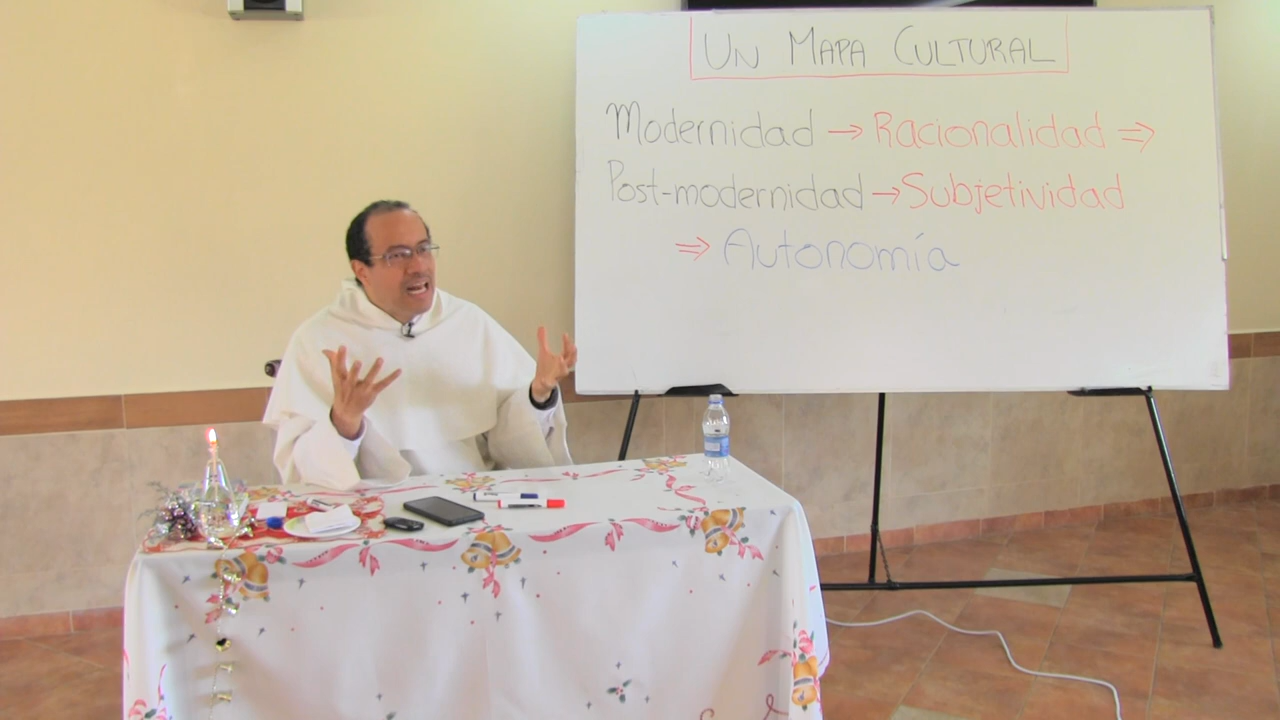 UN MAPA CULTURAL
Modernidad → Racionalidad ⇒
Post-modernidad → Subjetividad
⇒ Autonomía